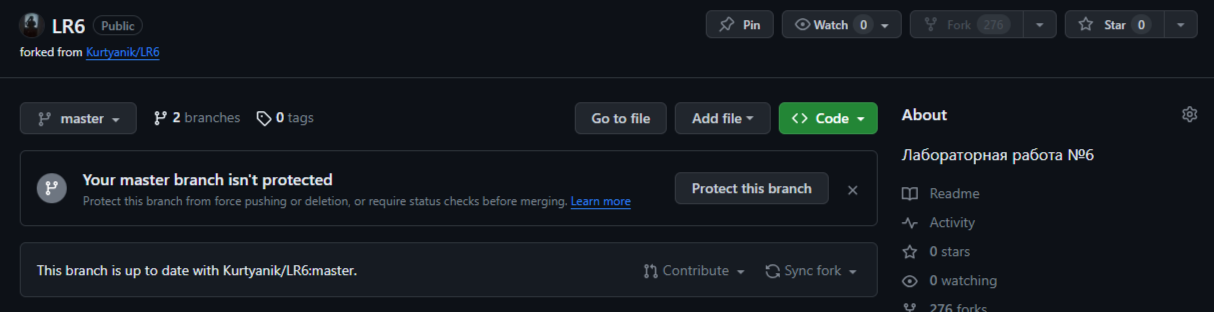 LR6 Public
Pin
Watch 0
Fork 276
Star 0
forked from Kurtyanik/LR6
master
2 branches
0 tags
Go to file
Add file
Code
Your master branch isn't protected
Protect this branch from force pushing or deletion, or require status checks before merging. Learn more
Protect this branch
This branch is up to date with Kurtyanik/LR6:master.
Contribute
Sync fork
About
Лабораторная работа №6
Readme
Activity
0 stars
0 watching
276 forks